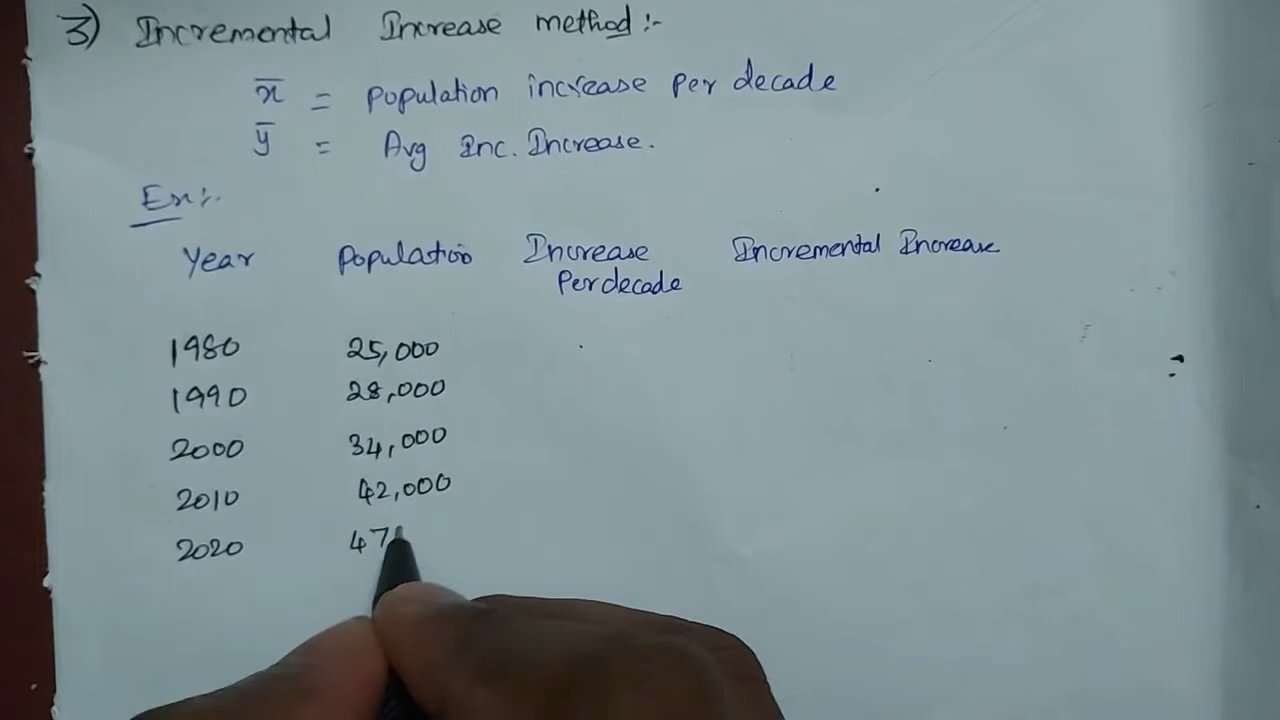 3) Incremental Increase method :-
x̄ = population increase per decade
ȳ = Avg Inc. Increase.
Ex:-
Year Population Increase Per decade Incremental Increase
1980 25,000
1990 28,000
2000 34,000
2010 42,000
2020 47